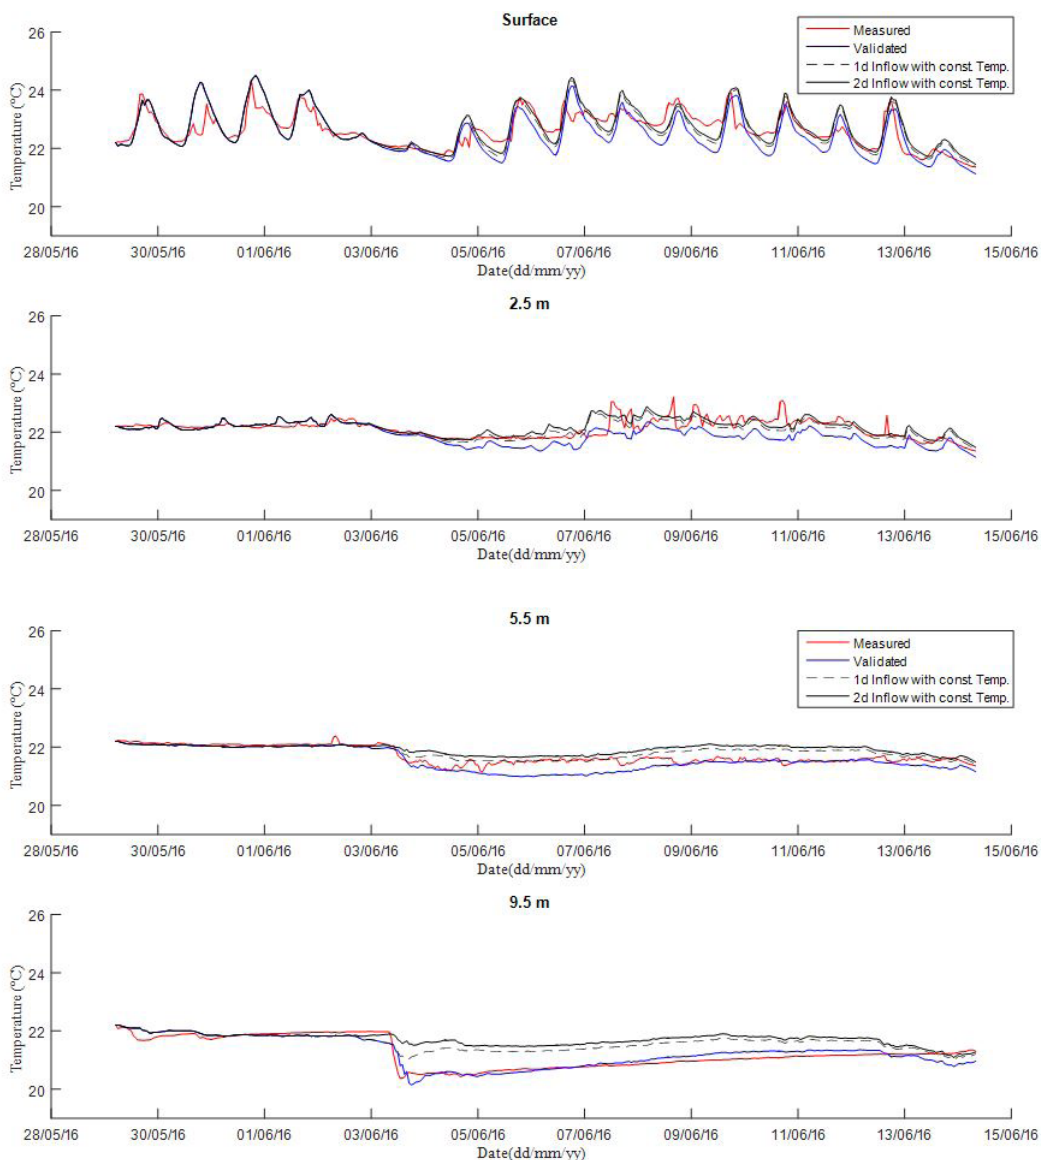 Surface
Temperature (°C)
26
24
22
20
Measured
Validated
1d Inflow with const. Temp.
2d Inflow with const. Temp.
28/05/16 30/05/16 01/06/16 03/06/16 05/06/16 07/06/16 09/06/16 11/06/16 13/06/16 15/06/16
Date(dd/mm/yy)
2.5 m
Temperature (°C)
26
24
22
20
28/05/16 30/05/16 01/06/16 03/06/16 05/06/16 07/06/16 09/06/16 11/06/16 13/06/16 15/06/16
Date(dd/mm/yy)
5.5 m
Temperature (°C)
26
24
22
20
Measured
Validated
1d Inflow with const. Temp.
2d Inflow with const. Temp.
28/05/16 30/05/16 01/06/16 03/06/16 05/06/16 07/06/16 09/06/16 11/06/16 13/06/16 15/06/16
Date(dd/mm/yy)
9.5 m
Temperature (°C)
26
24
22
20
28/05/16 30/05/16 01/06/16 03/06/16 05/06/16 07/06/16 09/06/16 11/06/16 13/06/16 15/06/16
Date(dd/mm/yy)